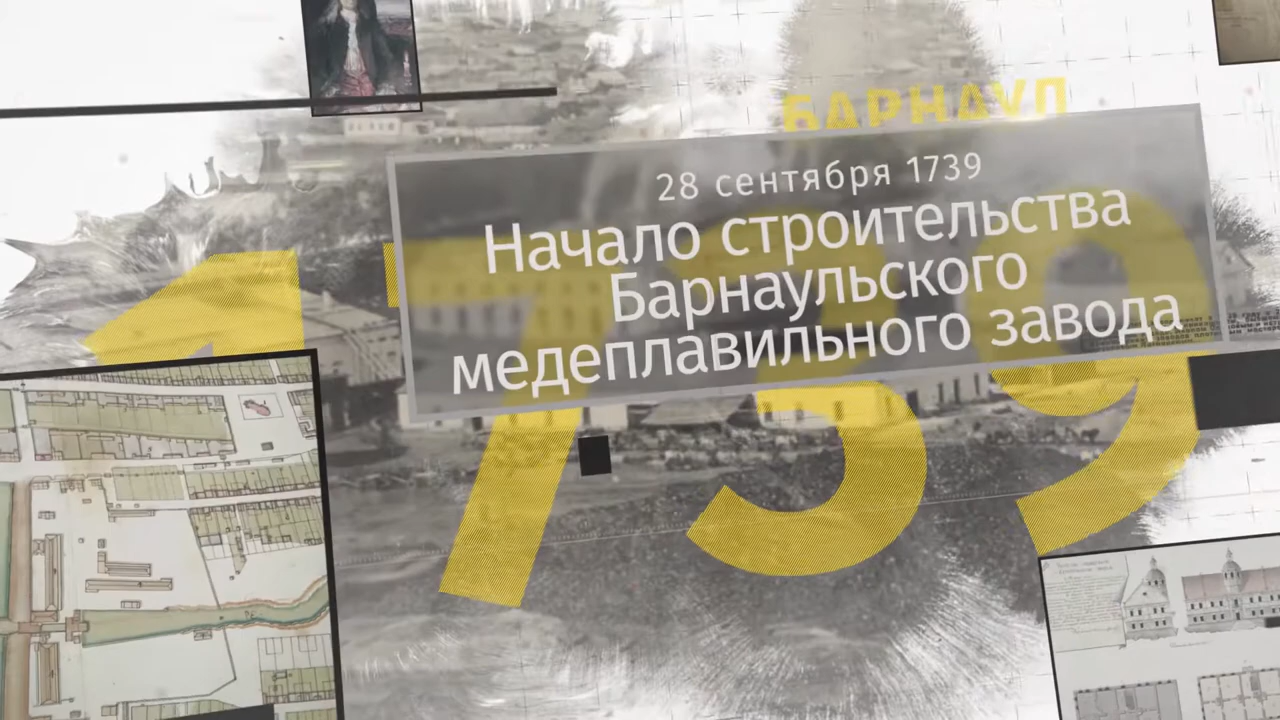 БАРНАУЛ
28 сентября 1739
Начало строительства
Барнаульского
медеплавильного завода
1739